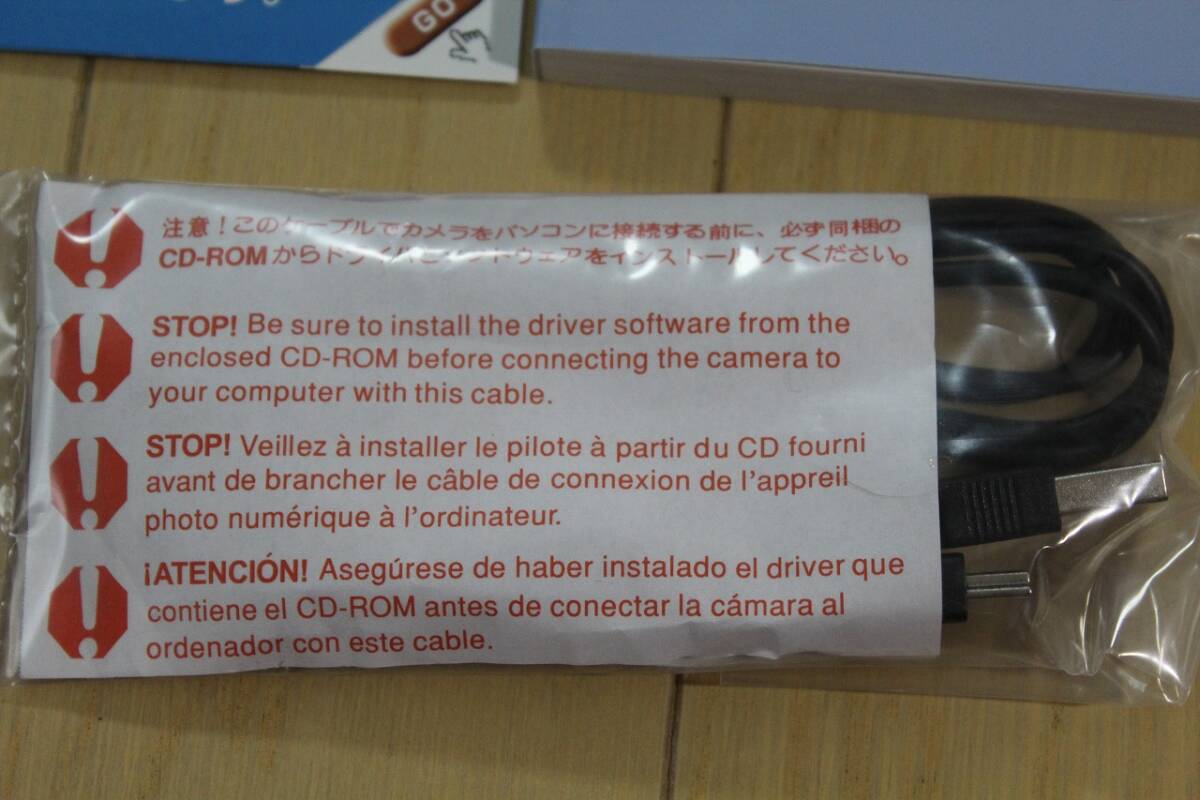 GO
注意！このケーブルでカメラをパソコンに接続する前に、必ず同梱の
CD-ROMからドライバとソフトウェアをインストールしてください。
STOP! Be sure to install the driver software from the
enclosed CD-ROM before connecting the camera to
your computer with this cable.
STOP! Veillez à installer le pilote à partir du CD fourni
avant de brancher le câble de connexion de l'appreil
photo numérique à l'ordinateur.
¡ATENCIÓN! Asegúrese de haber instalado el driver que
contiene el CD-ROM antes de conectar la cámara al
ordenador con este cable.